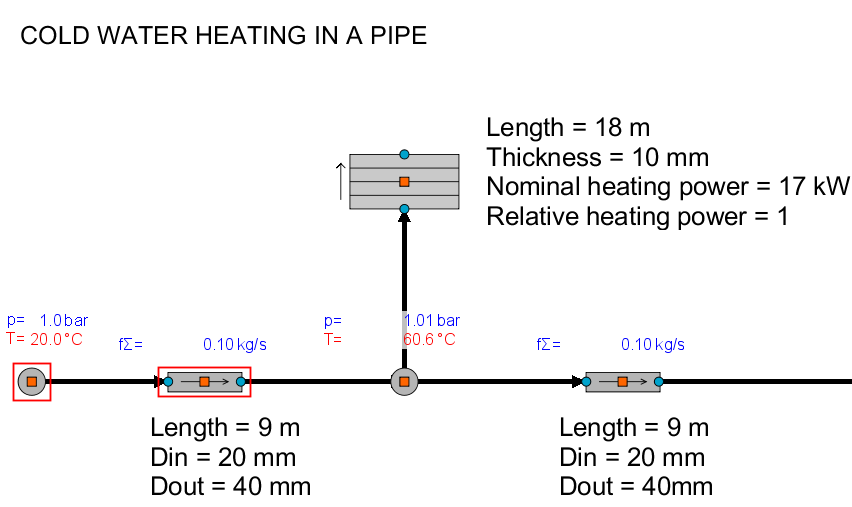 COLD WATER HEATING IN A PIPE
Length = 18 m
Thickness = 10 mm
Nominal heating power = 17 kW
Relative heating power = 1
p= 1.0 bar
T= 20.0 °C
fΣ= 0.10 kg/s
p= 1.01 bar
T= 60.6 °C
fΣ= 0.10 kg/s
Length = 9 m
Din = 20 mm
Dout = 40 mm
Length = 9 m
Din = 20 mm
Dout = 40mm